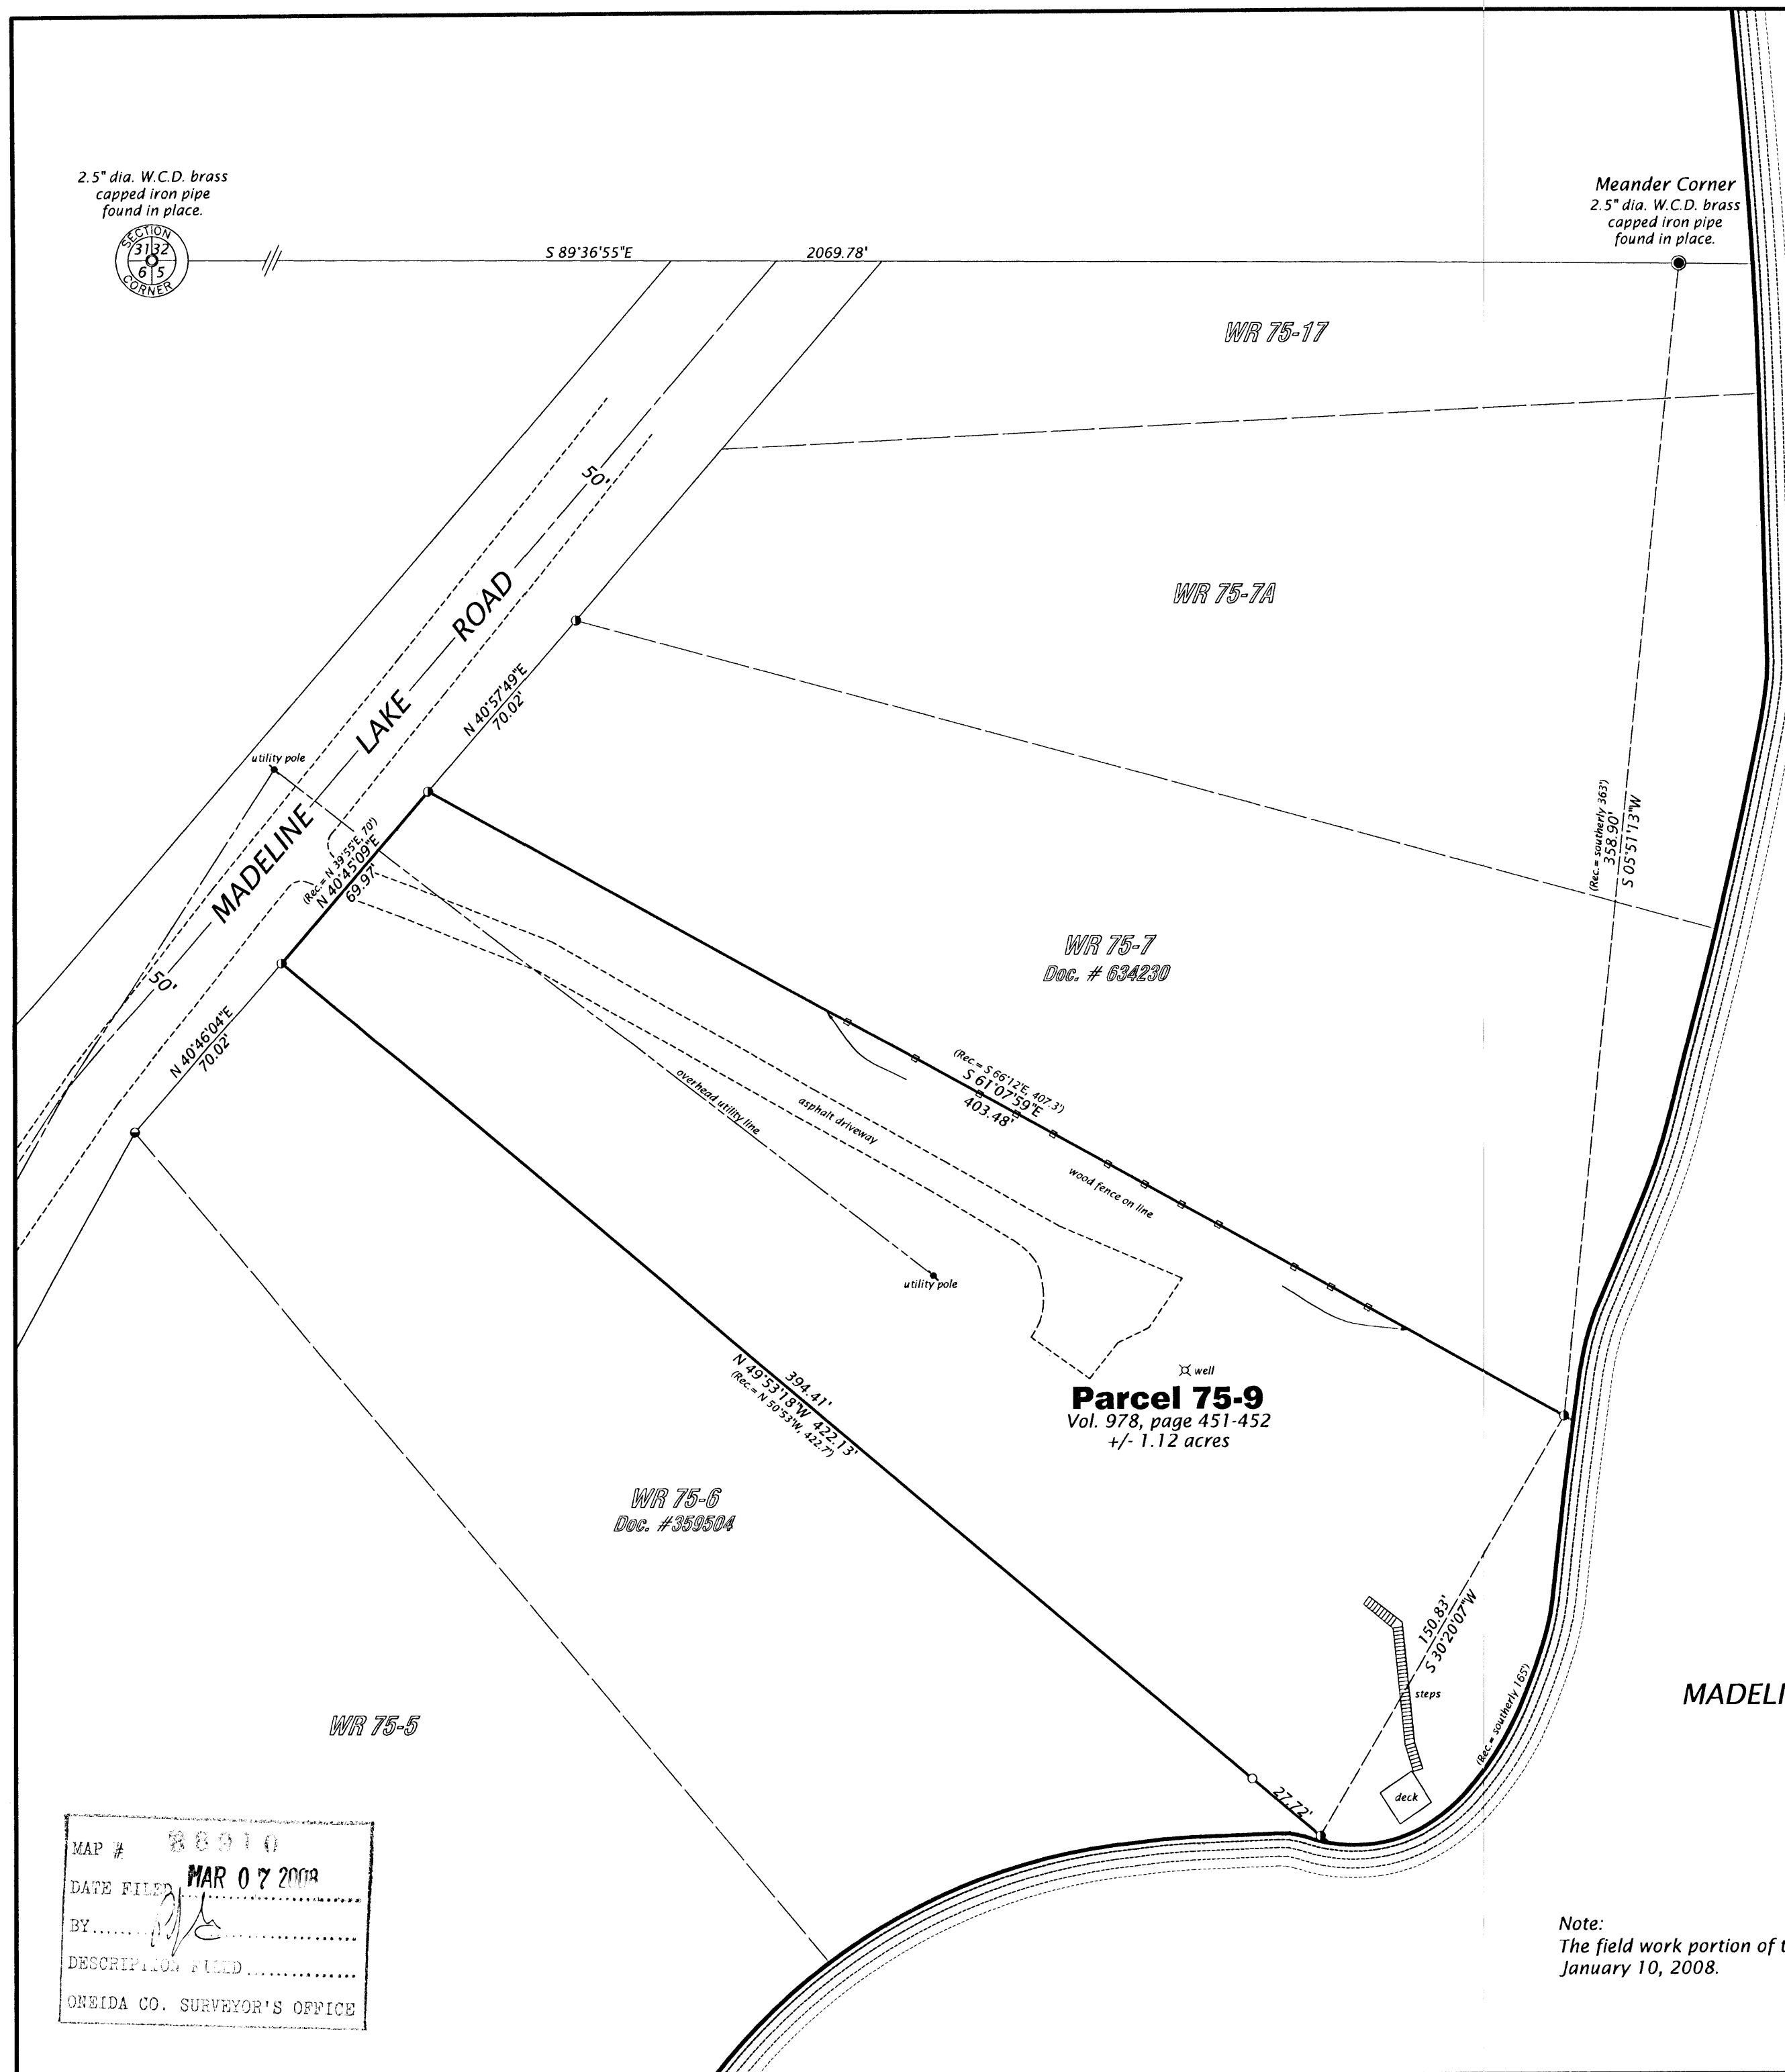 2.5" dia. W.C.D. brass
capped iron pipe
found in place.
SECTION
31 32
6 5
CORNER
S 89°36'55"E
2069.78'
Meander Corner
2.5" dia. W.C.D. brass
capped iron pipe
found in place.
WR 75-17
50'
WR 75-7A
MADELINE LAKE ROAD
N 40°57'49"E
70.02'
utility pole
(Rec.= N 39°55'E, 70')
N 40°45'09"E
69.97'
(Rec.= southerly 363')
358.90'
S 05°51'13"W
WR 75-7
Doc. # 634230
50'
N 40°46'04"E
70.02'
(Rec.= S 66°12'E, 407.3')
S 61°07'59"E
403.48'
overhead utility line
asphalt driveway
wood fence on line
utility pole
394.41'
N 49°53'18"W 422.13'
(Rec.= N 50°53'W, 422.7')
well
Parcel 75-9
Vol. 978, page 451-452
+/- 1.12 acres
WR 75-6
Doc. #359504
150.83'
S 30°20'07"W
steps
(Rec.= southerly 165')
MADELI
WR 75-5
27.72'
deck
MAP #
DATE FILED MAR 07 2008
BY
DESCRIPTION FILED
ONEIDA CO. SURVEYOR'S OFFICE
Note:
The field work portion of t
January 10, 2008.